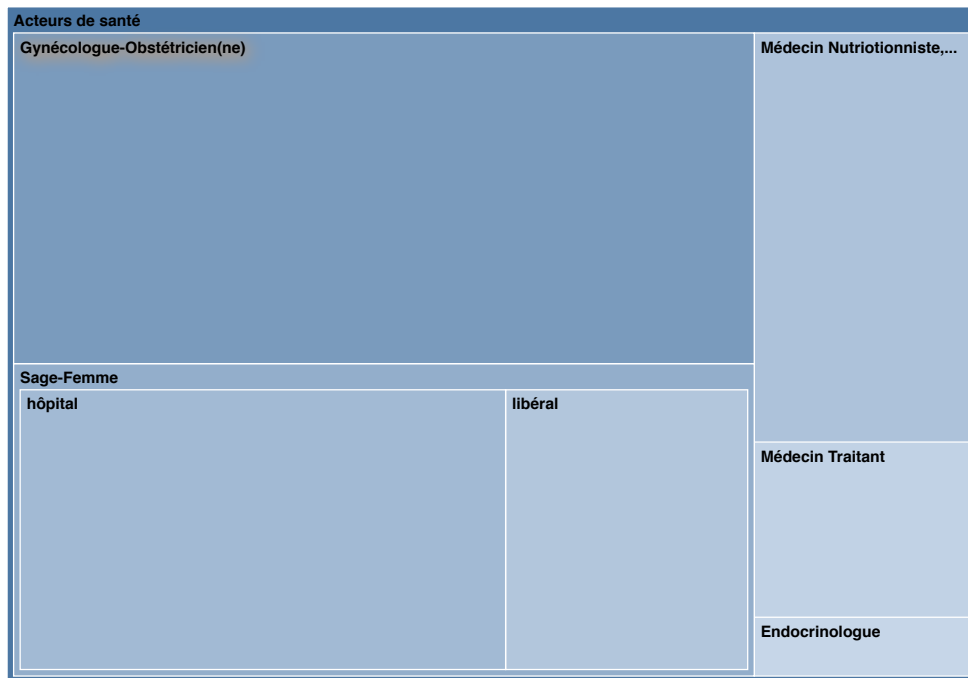 Acteurs de santé
Gynécologue-Obstétricien(ne)
Médecin Nutriotionniste,...
Sage-Femme
hôpital
libéral
Médecin Traitant
Endocrinologue